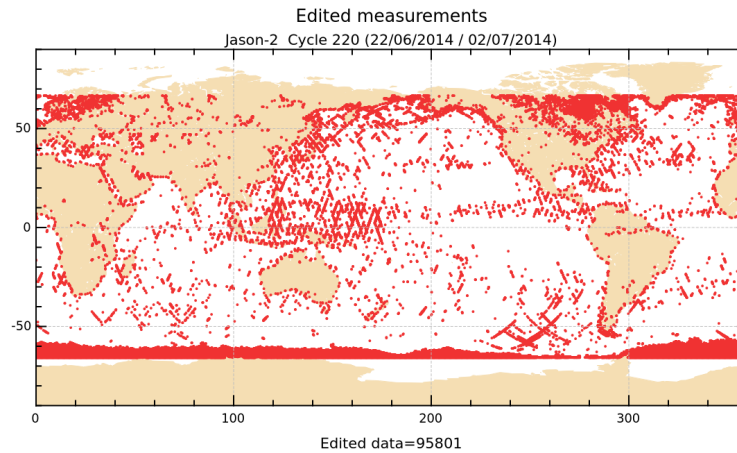 Edited measurements
Jason-2 Cycle 220 (22/06/2014 / 02/07/2014)
50
0
-50
0 100 200 300
Edited data=95801